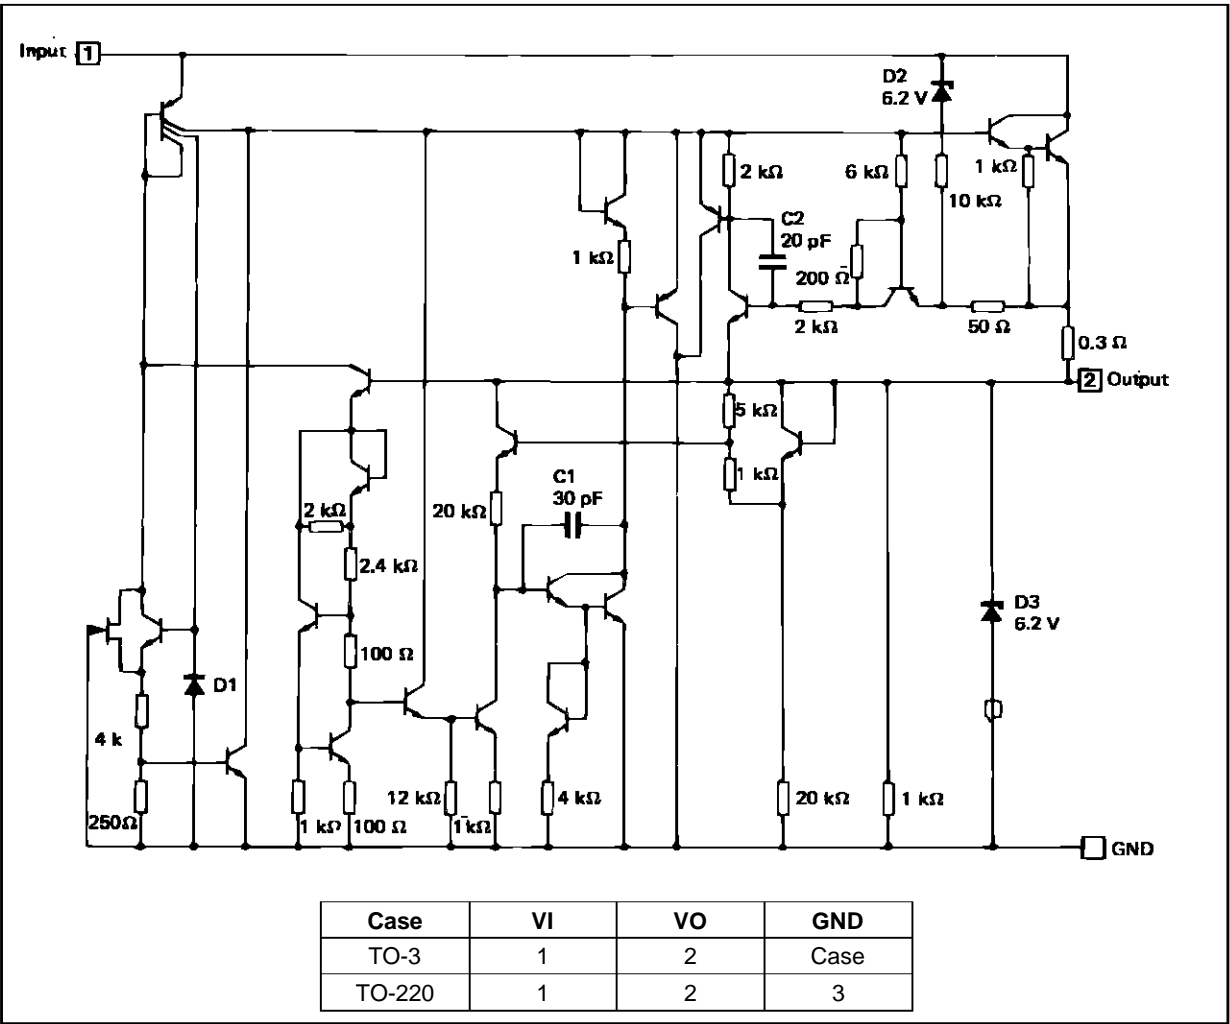 Input 1
D2
6.2 V
2 kΩ
6 kΩ
1 kΩ
10 kΩ
C2
20 pF
1 kΩ
200 Ω
2 kΩ
50 Ω
0.3 Ω
2 Output
5 kΩ
1 kΩ
C1
30 pF
2 kΩ
20 kΩ
2.4 kΩ
D3
6.2 V
100 Ω
D1
4 k
12 kΩ
4 kΩ
20 kΩ
1 kΩ
250Ω
1 kΩ
100 Ω
1 kΩ
GND
Case VI VO GND
TO-3 1 2 Case
TO-220 1 2 3